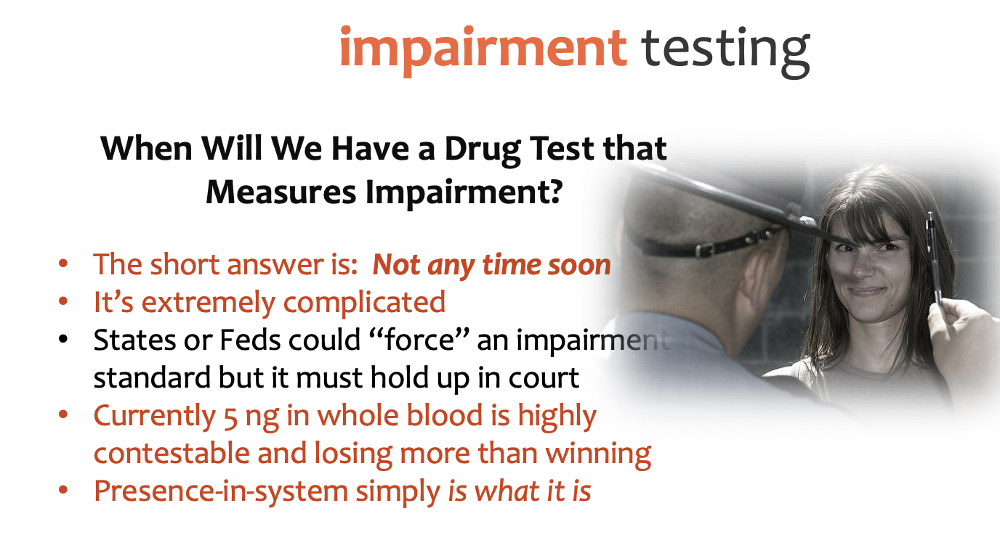 impairment testing
When Will We Have a Drug Test that
Measures Impairment?
• The short answer is: Not any time soon
• It’s extremely complicated
• States or Feds could “force” an impairment
standard but it must hold up in court
• Currently 5 ng in whole blood is highly
contestable and losing more than winning
• Presence-in-system simply is what it is